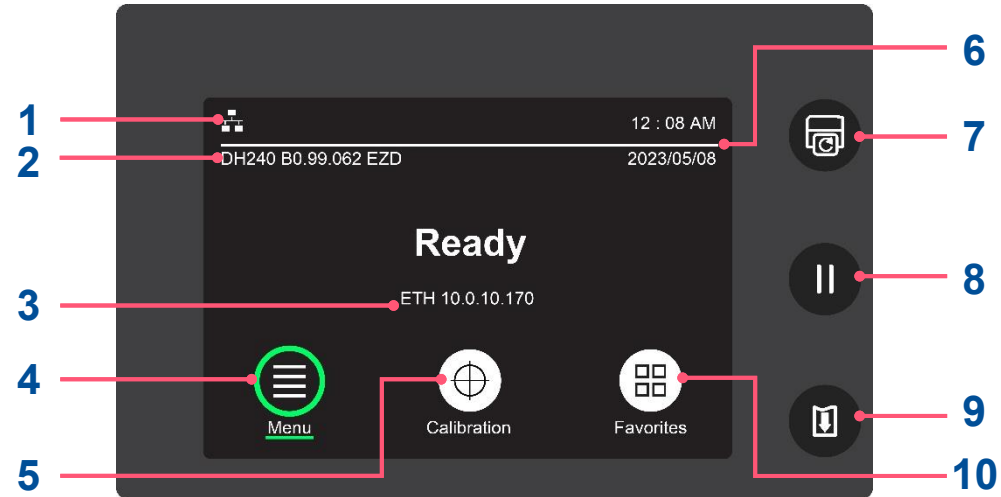 6
1
12 : 08 AM
7
2
DH240 B0.99.062 EZD
2023/05/08
Ready
8
3
ETH 10.0.10.170
4
Menu
Calibration
Favorites
9
5
10